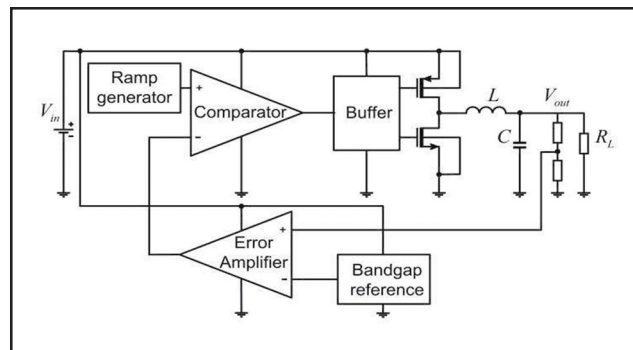 Ramp
generator
+
Comparator
−
Buffer
V_in
+
-
L
V_out
C
R_L
Error
Amplifier
+
−
Bandgap
reference